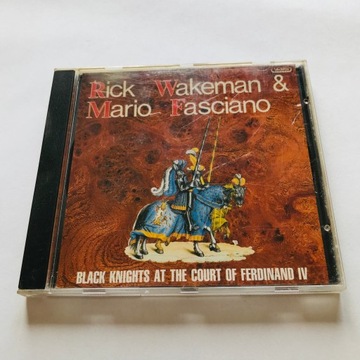 Rick Wakeman &
Mario Fasciano
BLACK KNIGHTS AT THE COURT OF FERDINAND IV